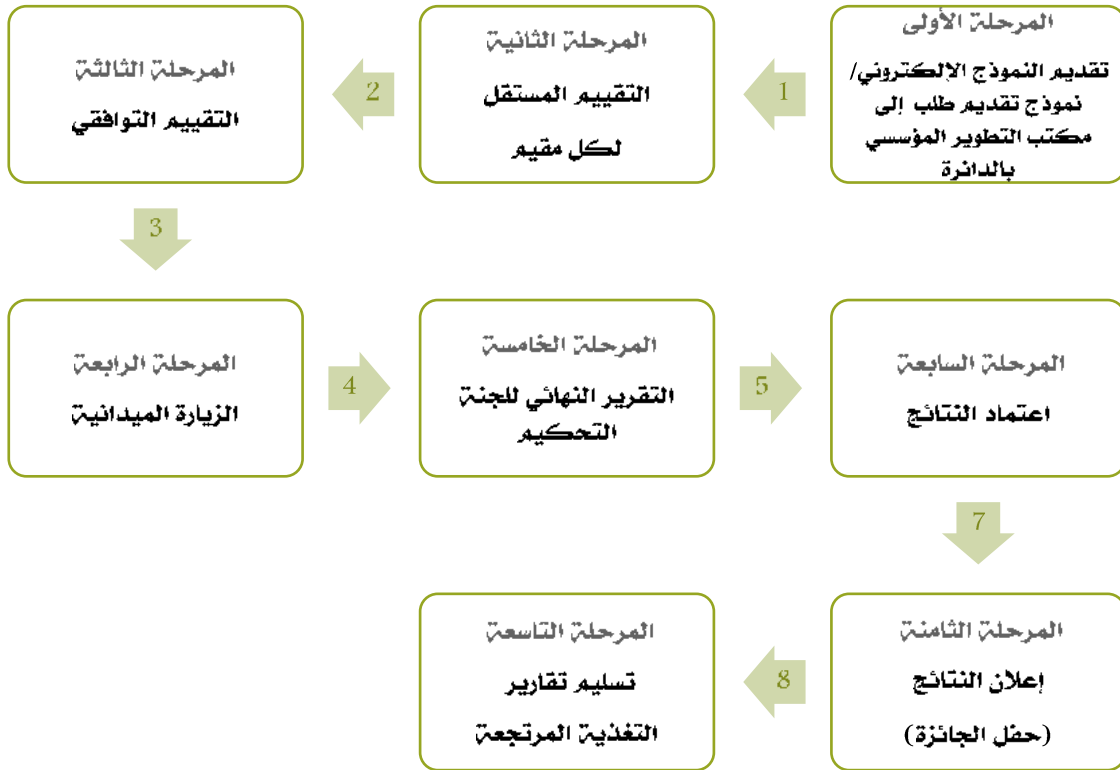 المرحلة الأولى
تقديم النموذج الإلكتروني/
نموذج تقديم طلب إلى
مكتب التطوير المؤسسي
بالدائرة
1
المرحلة الثانية
التقييم المستقل
لكل مقيم
2
المرحلة الثالثة
التقييم التوافقي
3
المرحلة الرابعة
الزيارة الميدانية
4
المرحلة الخامسة
التقرير النهائي للجنة
التحكيم
5
المرحلة السابعة
اعتماد النتائج
7
المرحلة الثامنة
إعلان النتائج
(حفل الجائزة)
8
المرحلة التاسعة
تسليم تقارير
التغذية المرتجعة